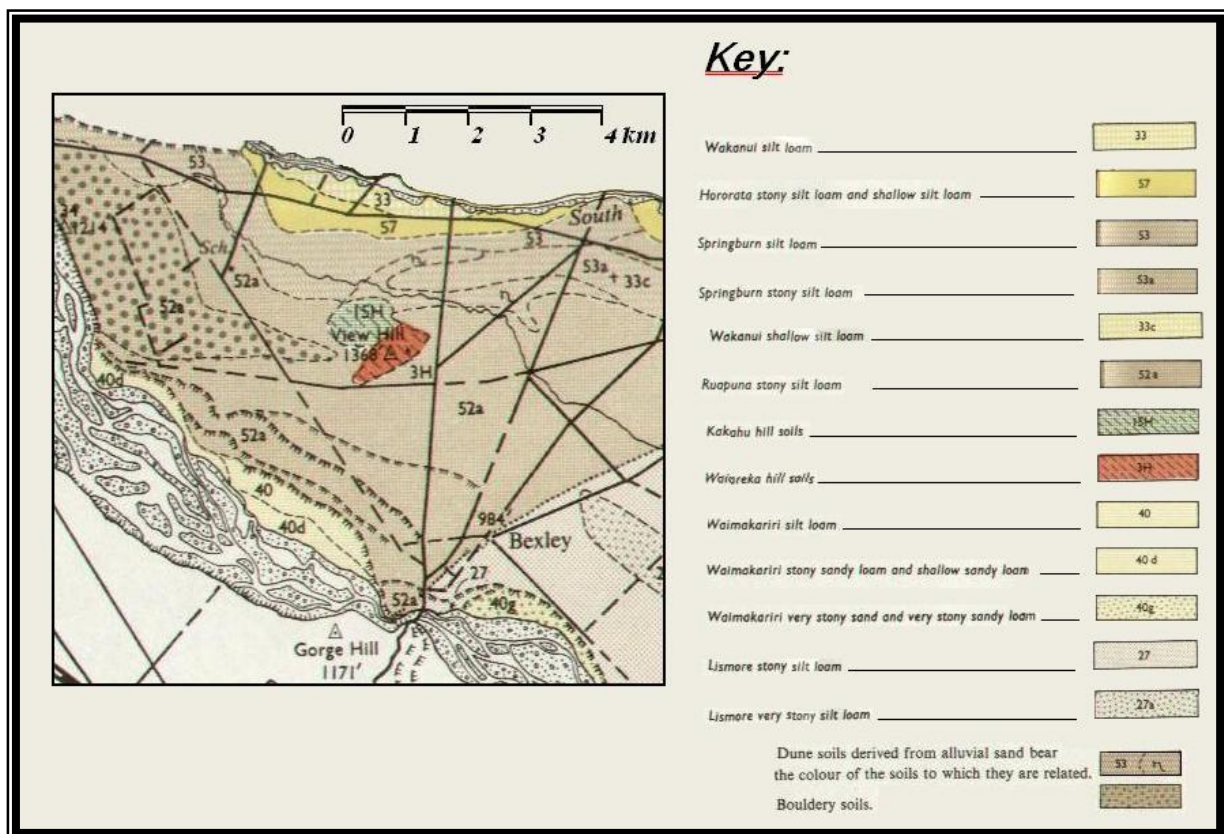 Key:
0 1 2 3 4 km
53
33
57
South
34
1214
Sch.
52a
53
53a
33c
52a
15H
View Hill
1368
3H
40d
52a
52a
40
40d
984
Bexley
27
52a
40g
Gorge Hill
1171'
Wakanui silt loam 33
Hororata stony silt loam and shallow silt loam 57
Springburn silt loam 53
Springburn stony silt loam 53a
Wakanui shallow silt loam 33c
Ruapuna stony silt loam 52a
Kakahu hill soils 15H
Waioreka hill soils 3H
Waimakariri silt loam 40
Waimakariri stony sandy loam and shallow sandy loam 40 d
Waimakariri very stony sand and very stony sandy loam 40g
Lismore stony silt loam 27
Lismore very stony silt loam 27a
Dune soils derived from alluvial sand bear
the colour of the soils to which they are related. 53
Bouldery soils.